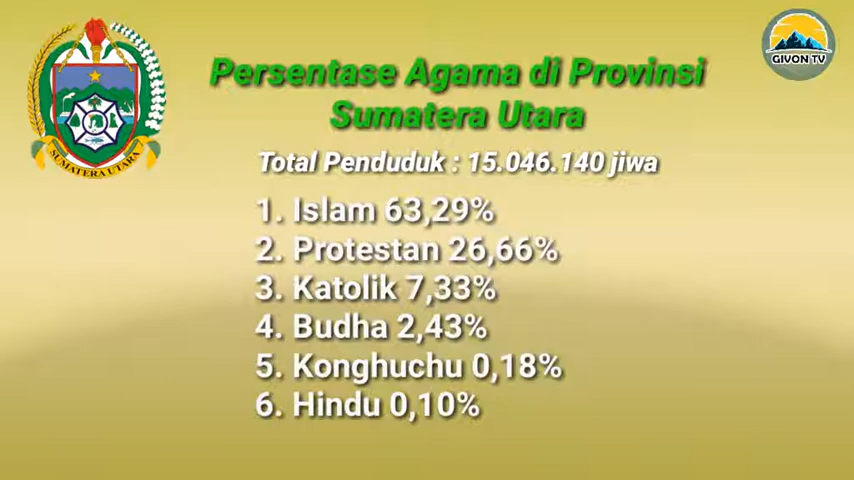 GIVON TV
SUMATERA UTARA
Persentase Agama di Provinsi
Sumatera Utara
Total Penduduk : 15.046.140 jiwa
1. Islam 63,29%
2. Protestan 26,66%
3. Katolik 7,33%
4. Budha 2,43%
5. Konghuchu 0,18%
6. Hindu 0,10%